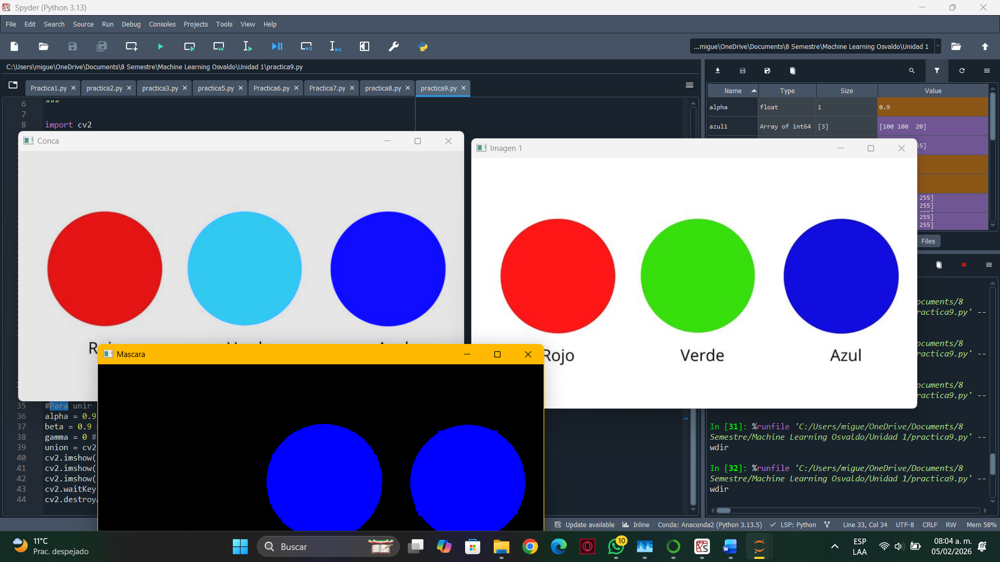 Spyder (Python 3.13)
File Edit Search Source Run Debug Consoles Projects Tools View Help
...migue\OneDrive\Documents\8 Semestre\Machine Learning Osvaldo\Unidad 1
C:\Users\migue\OneDrive\Documents\8 Semestre\Machine Learning Osvaldo\Unidad 1\practica9.py
Practica1.py practica2.py practica3.py practica5.py Practica6.py Practica7.py practica8.py practica9.py
6 """
7
8 import cv2
Name Type Size Value
alpha float 1 0.9
azul1 Array of int64 [3] [100 100  20]
55]
255]
255]
255]
255]
Files
Conca
Imagen 1
Rojo
Verde
Azul
Mascara
35 #Para unir
36 alpha = 0.9
37 beta = 0.9
38 gamma = 0 #
39 union = cv2
40 cv2.imshow(
41 cv2.imshow(
42 cv2.imshow(
43 cv2.waitKey
44 cv2.destroy
ocuments/8
ractica9.py' --
ocuments/8
ractica9.py' --
ocuments/8
ractica9.py' --
In [31]: %runfile 'C:/Users/migue/OneDrive/Documents/8
Semestre/Machine Learning Osvaldo/Unidad 1/practica9.py' --
wdir
In [32]: %runfile 'C:/Users/migue/OneDrive/Documents/8
Semestre/Machine Learning Osvaldo/Unidad 1/practica9.py' --
wdir
Update available Inline Conda: Anaconda2 (Python 3.13.5) LSP: Python Line 33, Col 34 UTF-8 CRLF RW Mem 58%
11°C
Prac. despejado
Buscar
10
ESP
LAA
08:04 a. m.
05/02/2026